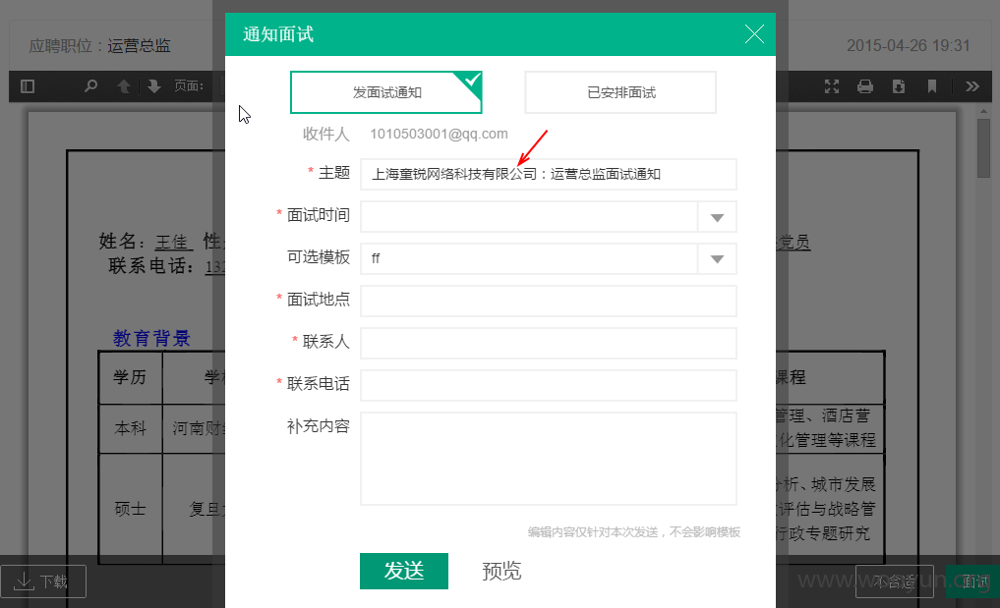 应聘职位：运营总监
2015-04-26 19:31
页面：
通知面试
发面试通知
已安排面试
收件人 1010503001@qq.com
* 主题 上海童锐网络科技有限公司：运营总监面试通知
* 面试时间
可选模板 ff
* 面试地点
* 联系人
* 联系电话
补充内容
编辑内容仅针对本次发送，不会影响模板
发送 预览
姓名：王佳 性
党员
联系电话：132
教育背景
学历 学 课程
本科 河南财 管理、酒店营
化管理等课程
硕士 复旦 分析、城市发展
评估与战略管
行政专题研究
下载 不合适 面试